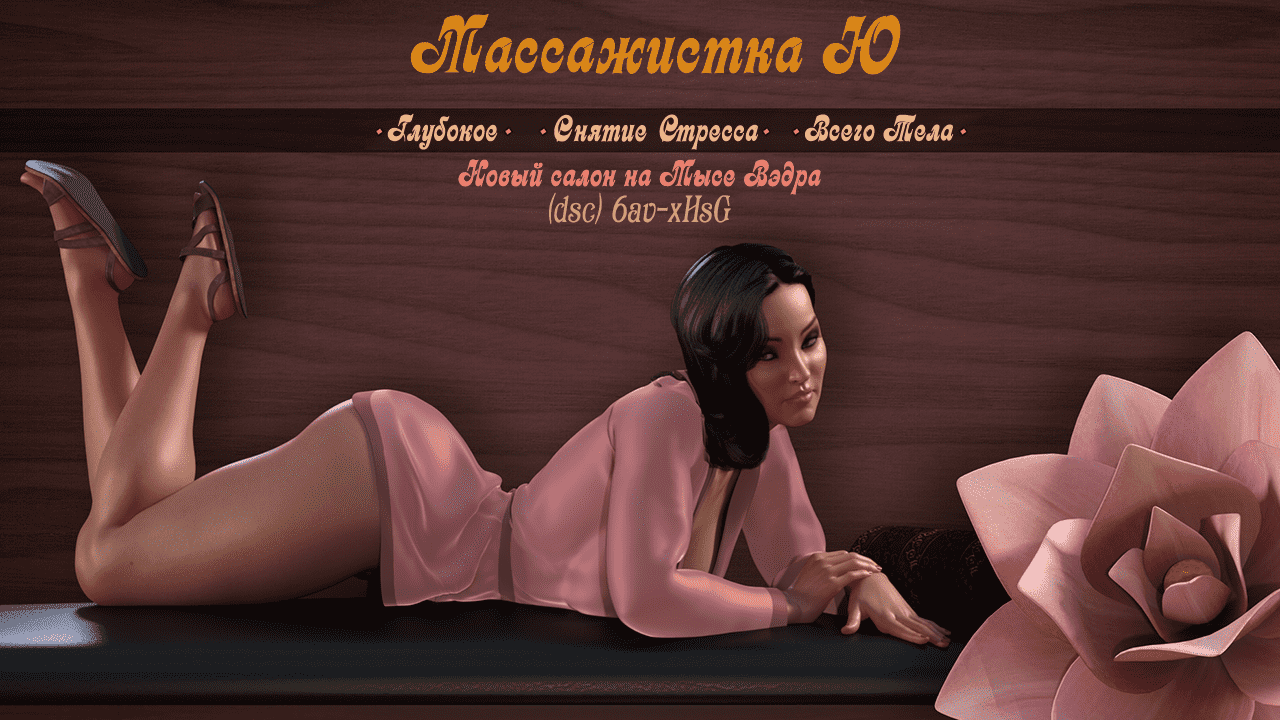 Массажистка Ю
· Глубокое · · Снятие Стресса · · Всего Тела ·
Новый салон на Мысе Вэдра
(dsc) 6av-xHsG